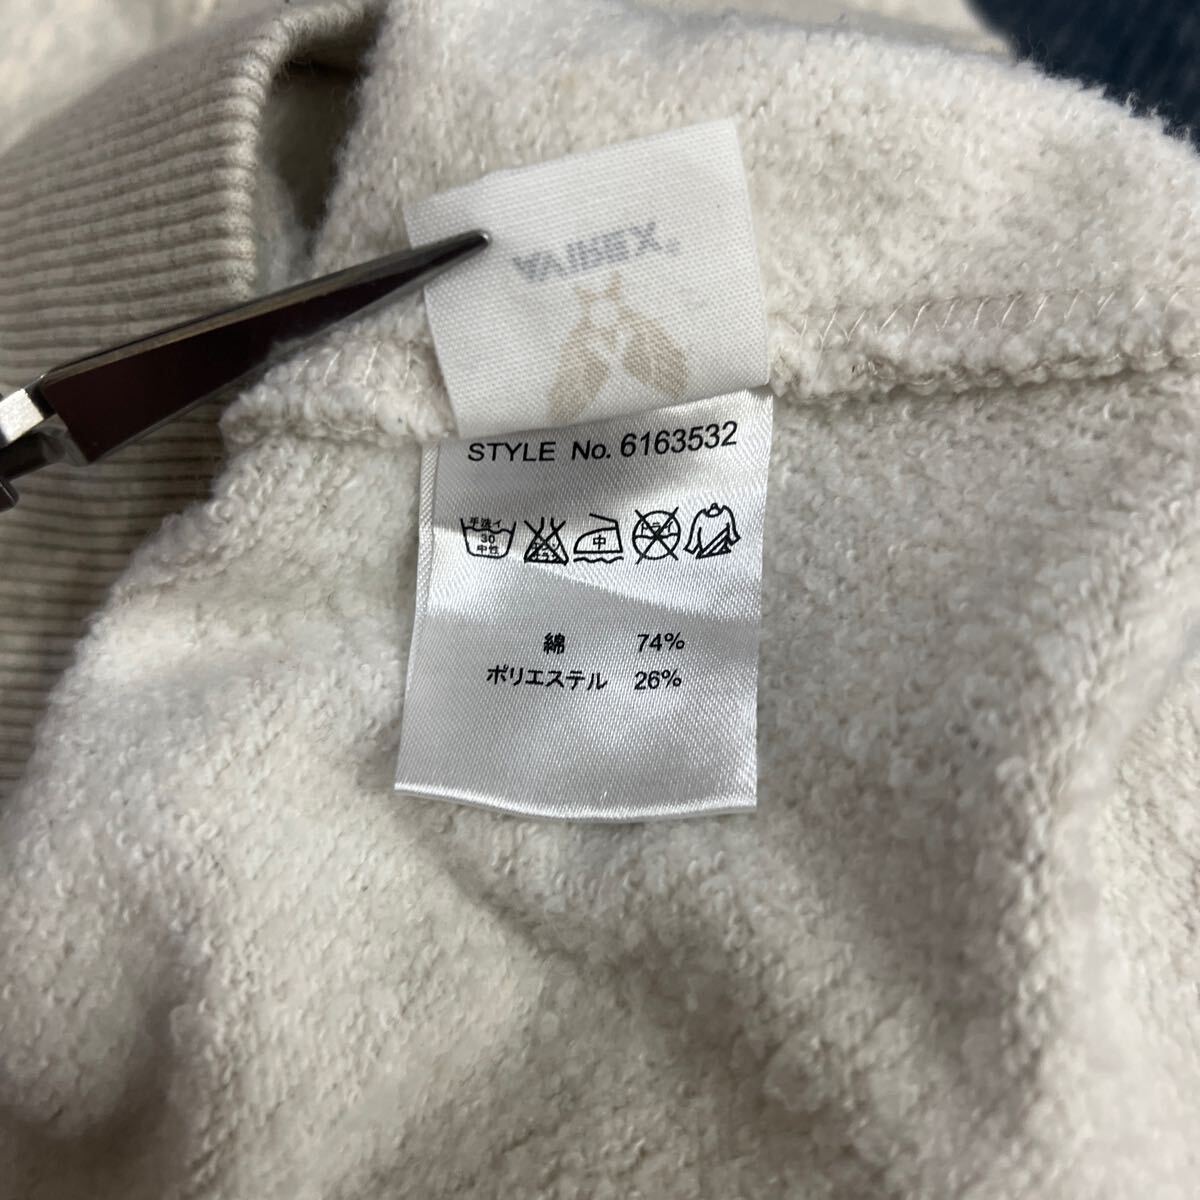 AVIREX
STYLE No. 6163532
手洗イ
30
中性
中
綿 74%
ポリエステル 26%